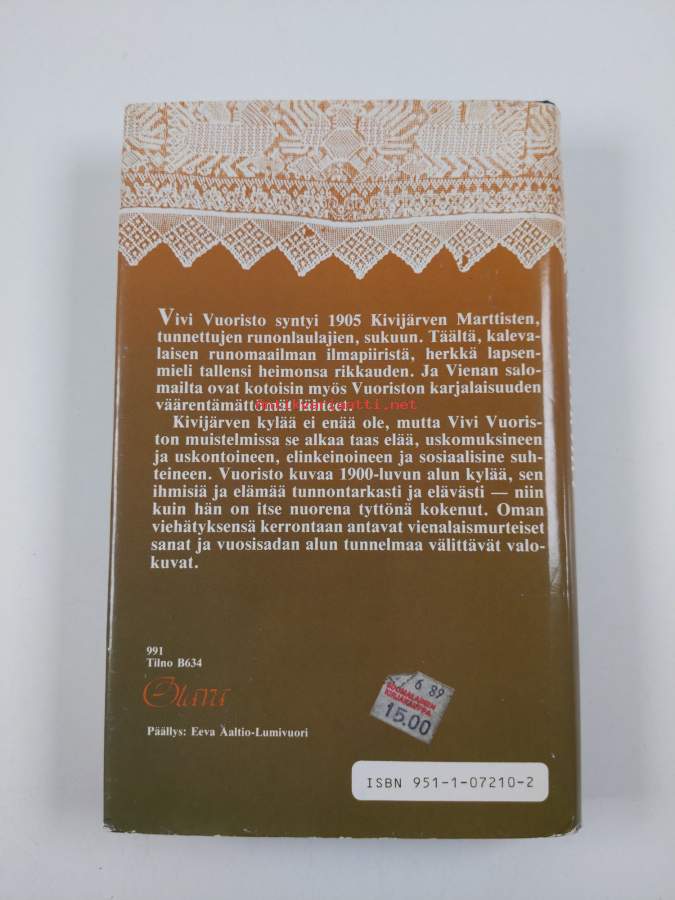 Vivi Vuoristo syntyi 1905 Kivijärven Marttisten,
tunnettujen runonlaulajien, sukuun. Täältä, kaleva-
laisen runomaailman ilmapiiristä, herkkä lapsen-
mieli tallensi heimonsa rikkauden. Ja Vienan salo-
mailta ovat kotoisin myös Vuoriston karjalaisuuden
väärentämättömät lähteet.
Kivijärven kylää ei enää ole, mutta Vivi Vuoris-
ton muistelmissa se alkaa taas elää, uskomuksineen
ja uskontoineen, elinkeinoineen ja sosiaalisine suh-
teineen. Vuoristo kuvaa 1900-luvun alun kylää, sen
ihmisiä ja elämää tunnontarkasti ja elävästi — niin
kuin hän on itse nuorena tyttönä kokenut. Oman
viehätyksensä kerrontaan antavat vienalaismurteiset
sanat ja vuosisadan alun tunnelmaa välittävät valo-
kuvat.
991
Tilno B634
Otava
Päällys: Eeva Aaltio-Lumivuori
6 89
SUOMALAINEN
KIRJAKAUPPA
15.00
ISBN 951-1-07210-2